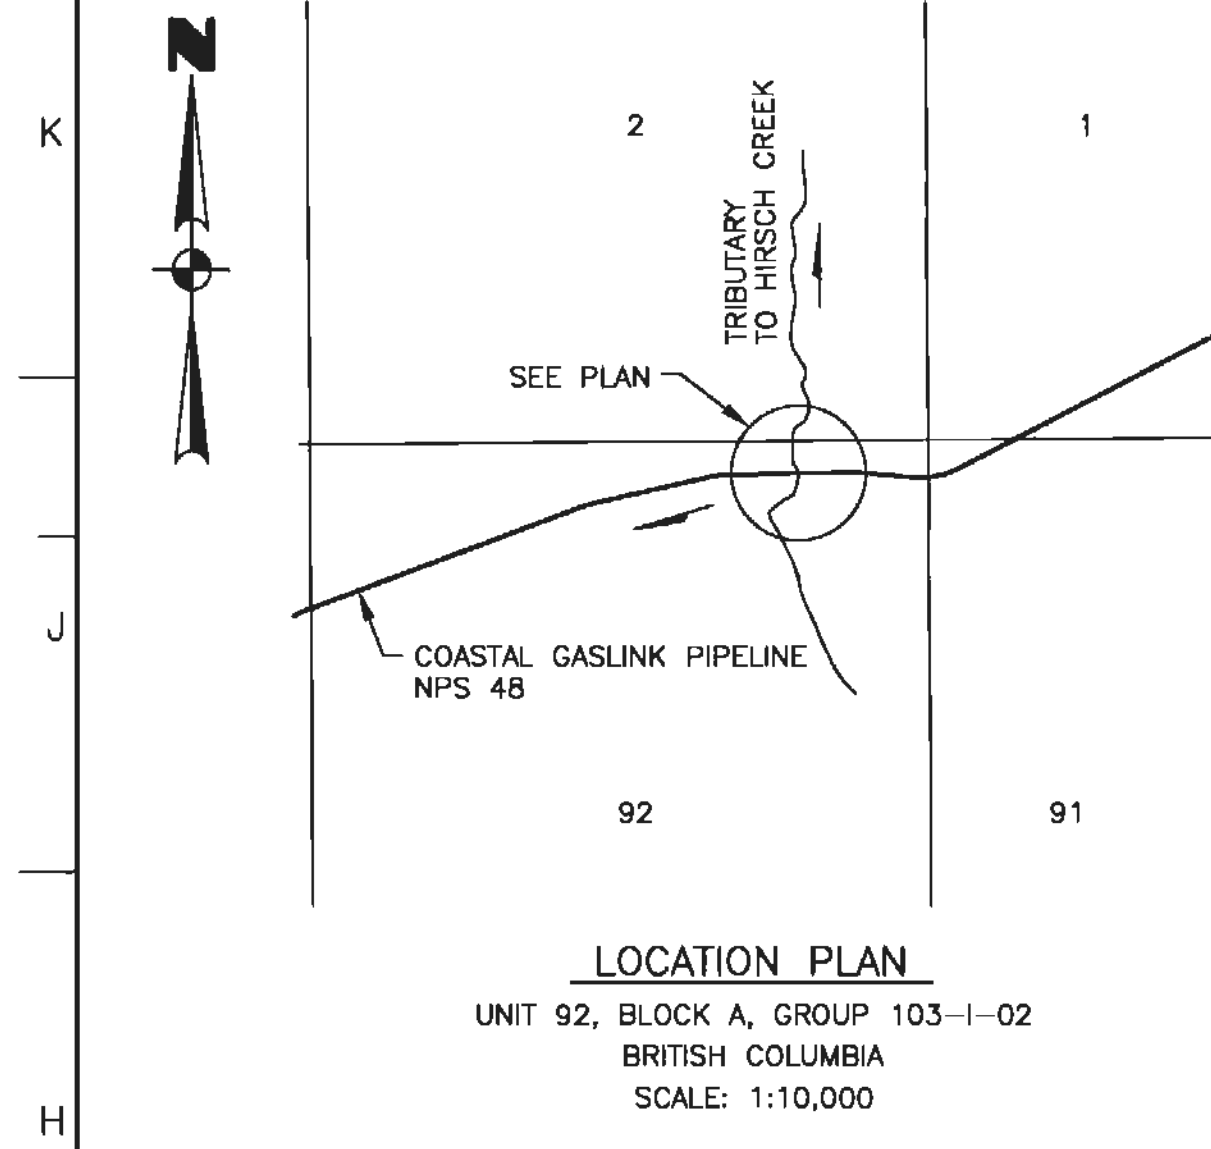 N
K
2
1
TRIBUTARY
TO HIRSCH CREEK
SEE PLAN
J
COASTAL GASLINK PIPELINE
NPS 48
92
91
LOCATION PLAN
UNIT 92, BLOCK A, GROUP 103-I-02
BRITISH COLUMBIA
SCALE: 1:10,000
H